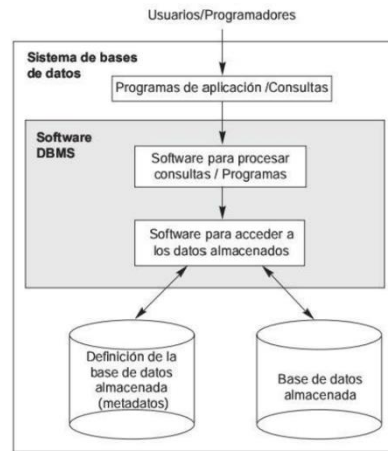 Usuarios/Programadores
Sistema de bases
de datos
Programas de aplicación /Consultas
Software
DBMS
Software para procesar
consultas / Programas
Software para acceder a
los datos almacenados
Definición de la
base de datos
almacenada
(metadatos)
Base de datos
almacenada